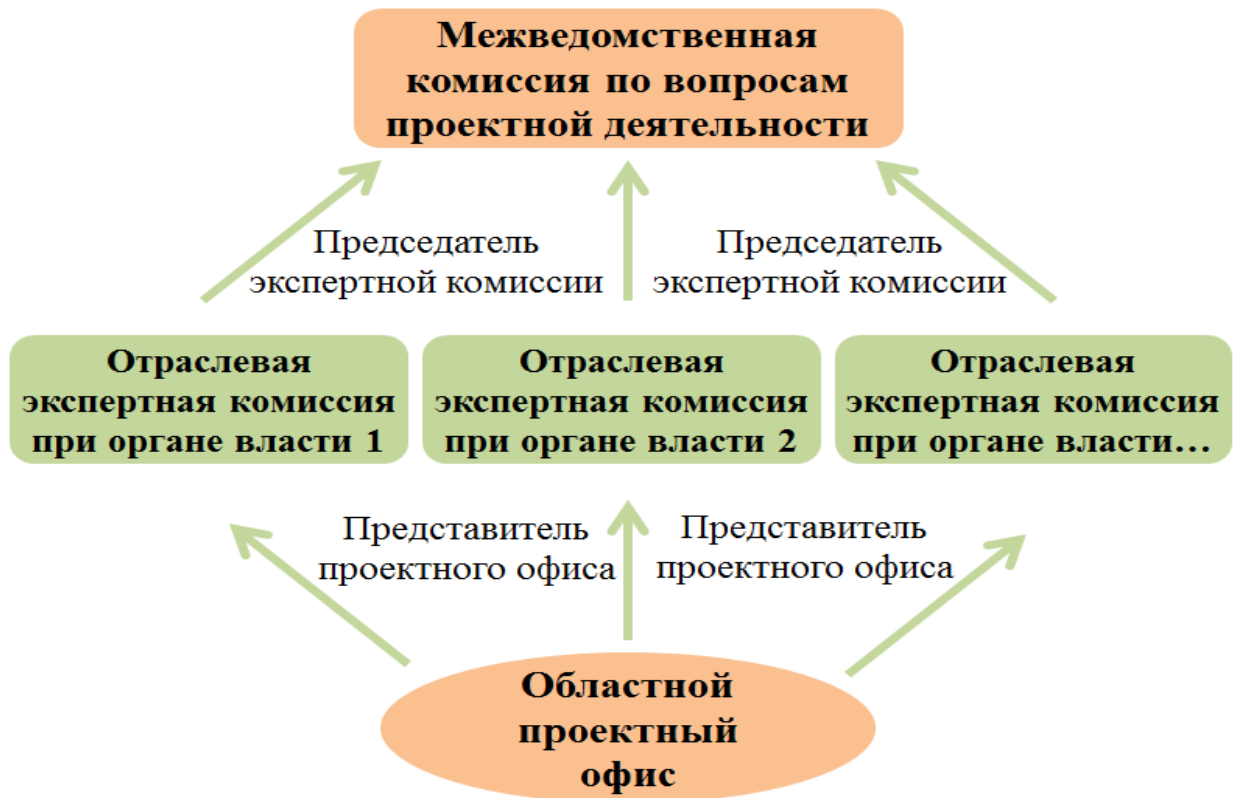 Межведомственная
комиссия по вопросам
проектной деятельности
Председатель
экспертной комиссии
Председатель
экспертной комиссии
Отраслевая
экспертная комиссия
при органе власти 1
Отраслевая
экспертная комиссия
при органе власти 2
Отраслевая
экспертная комиссия
при органе власти…
Представитель
проектного офиса
Представитель
проектного офиса
Областной
проектный
офис